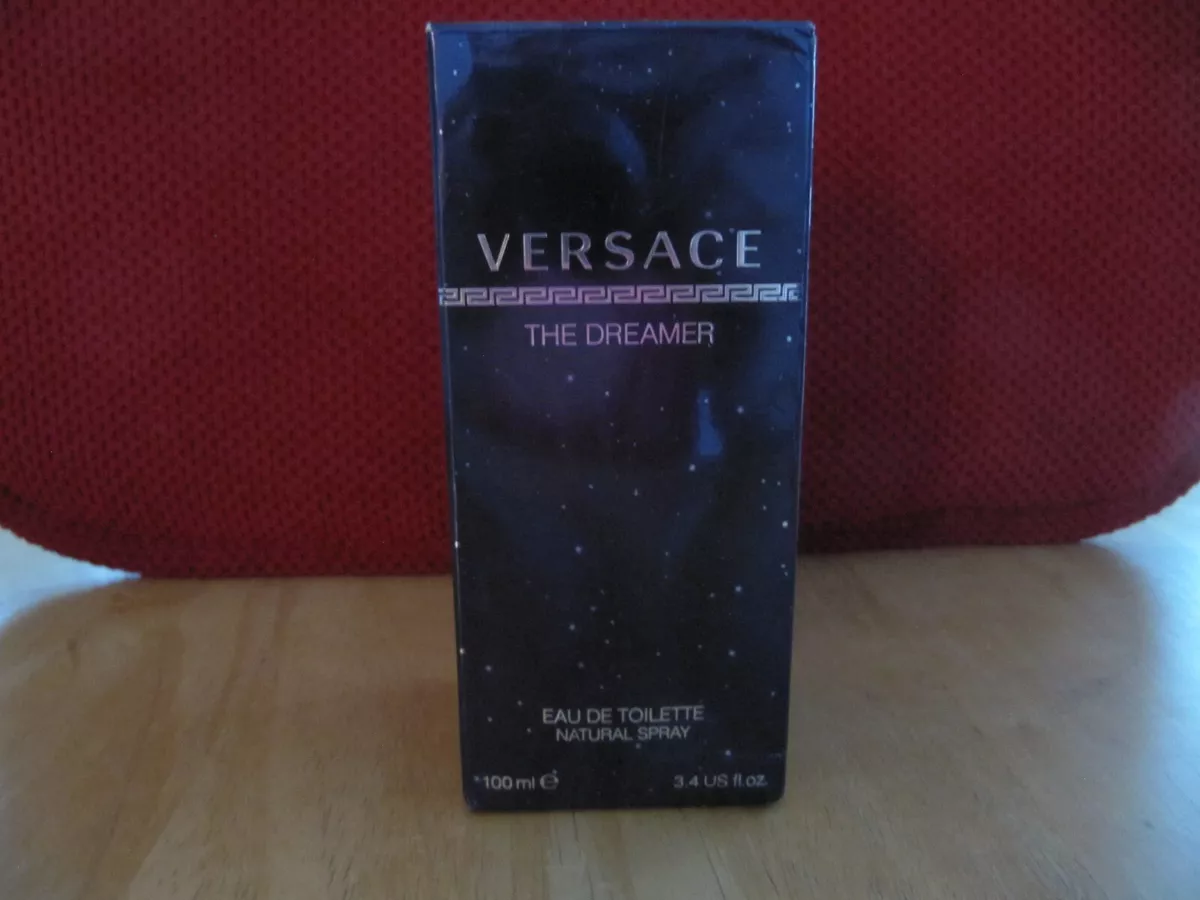 VERSACE
THE DREAMER
EAU DE TOILETTE
NATURAL SPRAY
100 ml ℮ 3.4 US fl.oz.